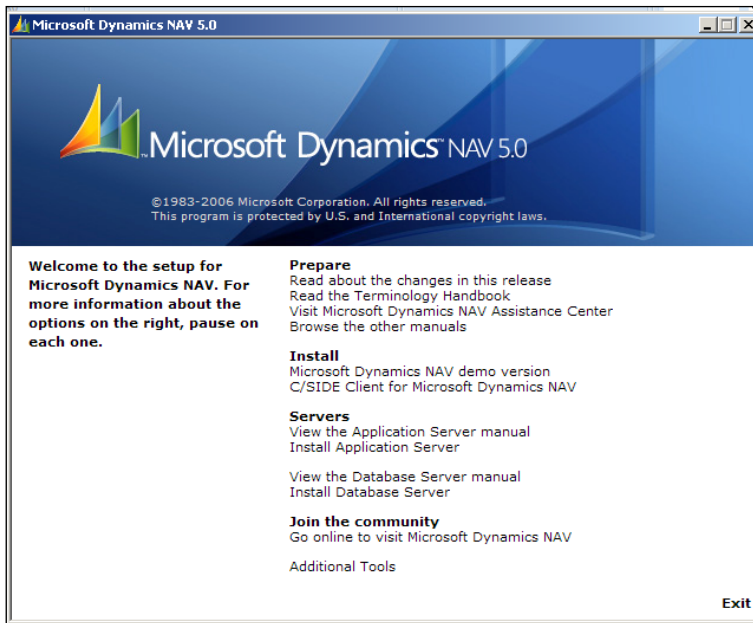 Microsoft Dynamics NAV 5.0
Microsoft Dynamics™ NAV 5.0
©1983-2006 Microsoft Corporation. All rights reserved.
This program is protected by U.S. and International copyright laws.
Welcome to the setup for
Microsoft Dynamics NAV. For
more information about the
options on the right, pause on
each one.
Prepare
Read about the changes in this release
Read the Terminology Handbook
Visit Microsoft Dynamics NAV Assistance Center
Browse the other manuals
Install
Microsoft Dynamics NAV demo version
C/SIDE Client for Microsoft Dynamics NAV
Servers
View the Application Server manual
Install Application Server
View the Database Server manual
Install Database Server
Join the community
Go online to visit Microsoft Dynamics NAV
Additional Tools
Exit